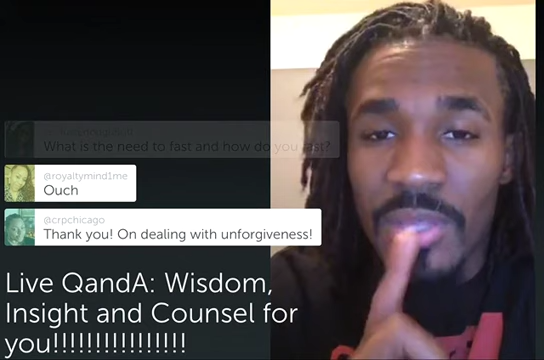 What is the need to fast and how do you fast?
@royaltymind1me
Ouch
@crpchicago
Thank you! On dealing with unforgiveness!
Live QandA: Wisdom,
Insight and Counsel for
you!!!!!!!!!!!!!!!!